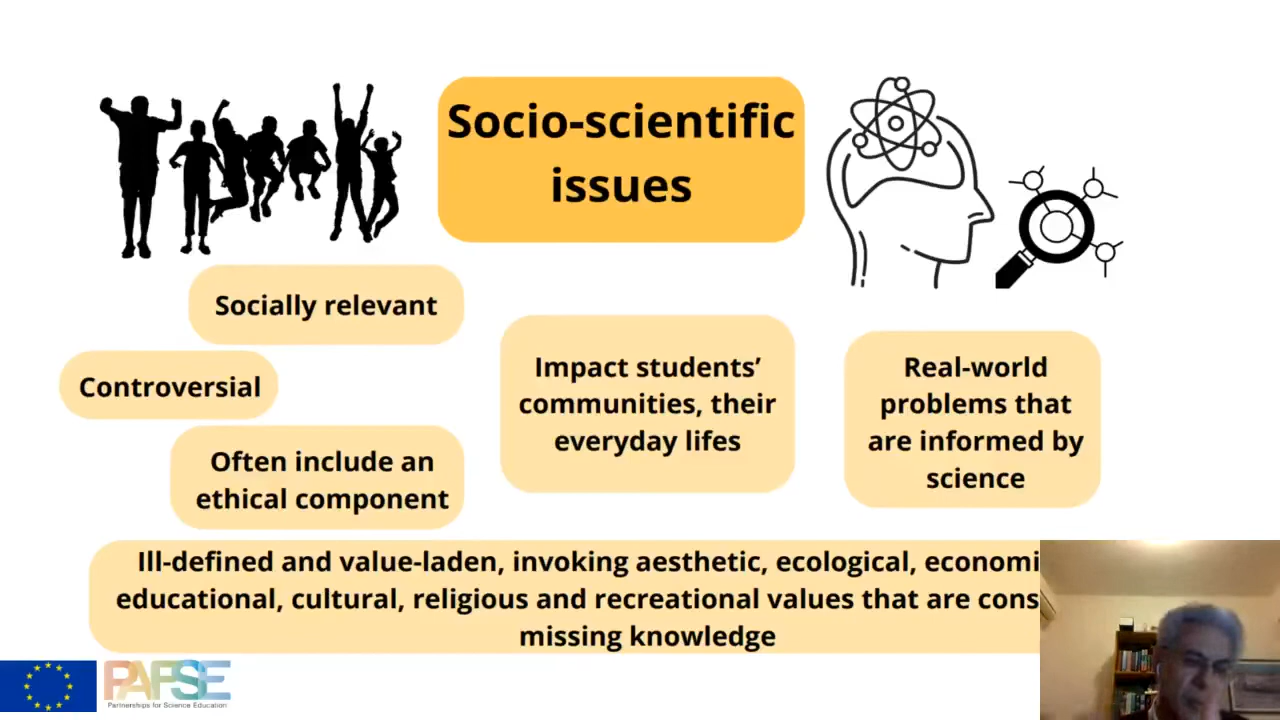 Socio-scientific
issues
Socially relevant
Controversial
Often include an
ethical component
Impact students’
communities, their
everyday lifes
Real-world
problems that
are informed by
science
Ill-defined and value-laden, invoking aesthetic, ecological,
educational, cultural, religious and recreational values that are
missing knowledge
PAPSE
Partnerships for Science Education